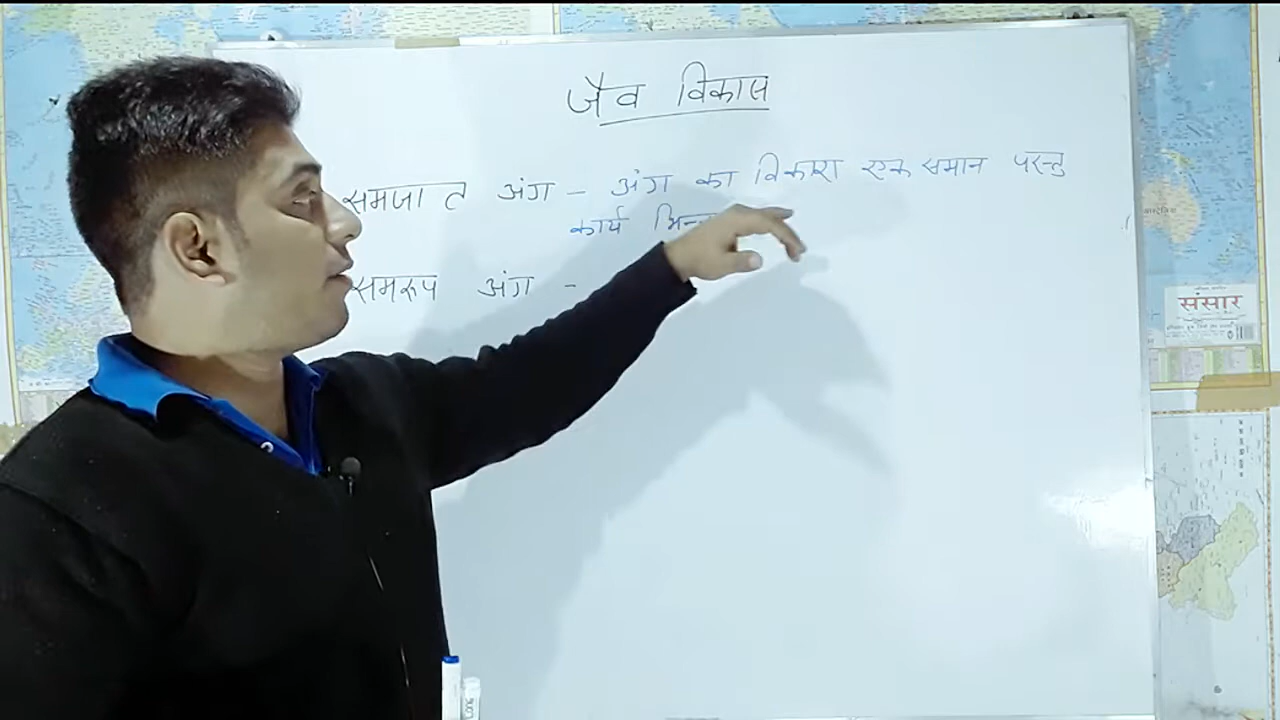 जैव विकास
समजात अंग - अंग का विकास एक समान परन्तु
कार्य भिन्न
समरूप अंग -
संसार